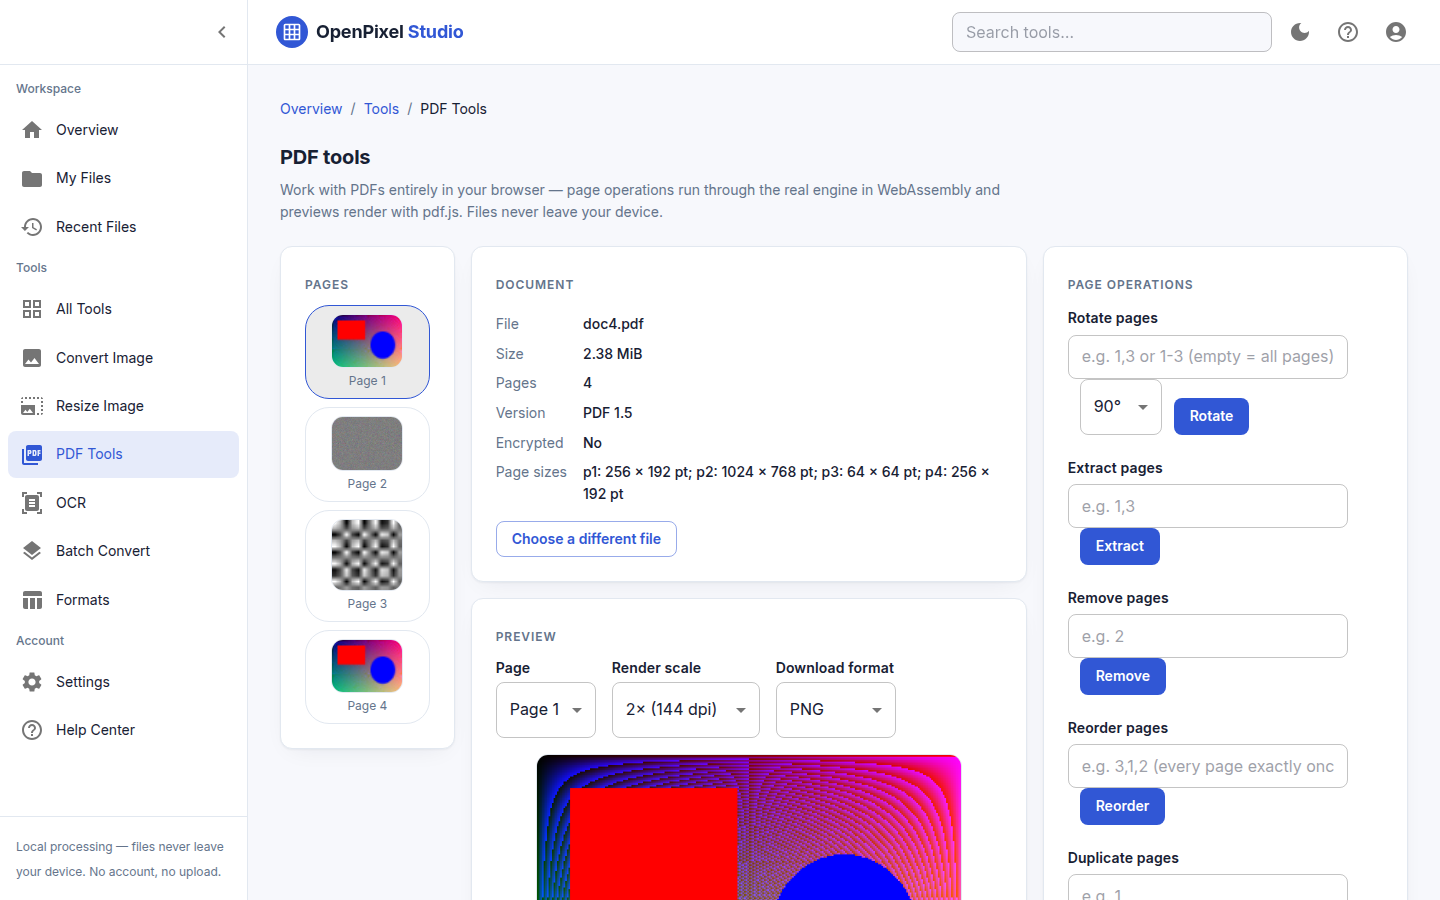 OpenPixel Studio
Search tools...
Workspace
Overview
My Files
Recent Files
Tools
All Tools
Convert Image
Resize Image
PDF
PDF Tools
OCR
Batch Convert
Formats
Account
Settings
Help Center
Local processing — files never leave
your device. No account, no upload.
Overview / Tools / PDF Tools
PDF tools
Work with PDFs entirely in your browser — page operations run through the real engine in WebAssembly and
previews render with pdf.js. Files never leave your device.
PAGES
Page 1
Page 2
Page 3
Page 4
DOCUMENT
File doc4.pdf
Size 2.38 MiB
Pages 4
Version PDF 1.5
Encrypted No
Page sizes p1: 256 × 192 pt; p2: 1024 × 768 pt; p3: 64 × 64 pt; p4: 256 ×
192 pt
Choose a different file
PREVIEW
Page Render scale Download format
Page 1 2× (144 dpi) PNG
PAGE OPERATIONS
Rotate pages
e.g. 1,3 or 1-3 (empty = all pages)
90° Rotate
Extract pages
e.g. 1,3
Extract
Remove pages
e.g. 2
Remove
Reorder pages
e.g. 3,1,2 (every page exactly onc
Reorder
Duplicate pages
e.g. 1